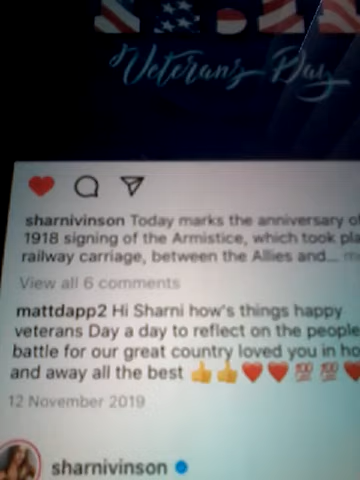 Veterans Day
sharnivinson Today marks the anniversary of
1918 signing of the Armistice, which took pla
railway carriage, between the Allies and...
View all 6 comments
mattdapp2 Hi Sharni how's things happy
veterans Day a day to reflect on the people
battle for our great country loved you in ho
and away all the best 👍👍❤️❤️💯💯❤️
12 November 2019
sharnivinson